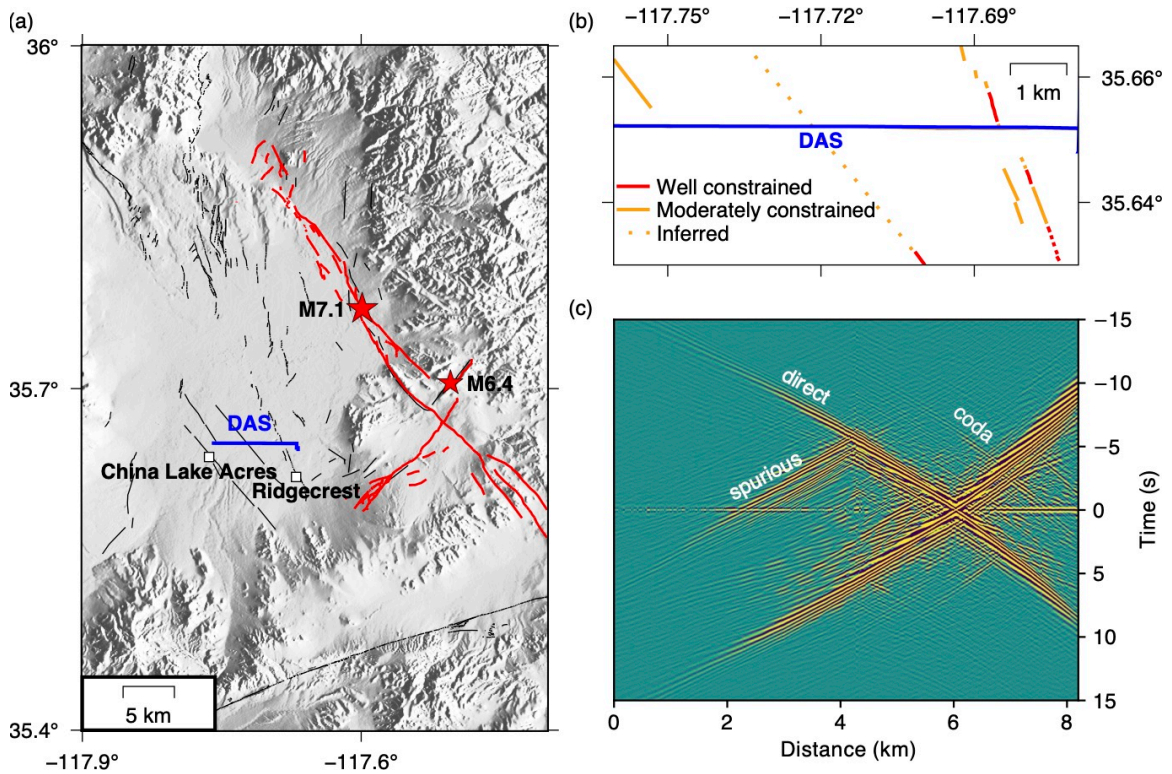 (a)
36°
35.7°
35.4°
−117.9°
−117.6°
M7.1
M6.4
DAS
China Lake Acres
Ridgecrest
5 km
(b)
−117.75°
−117.72°
−117.69°
35.66°
35.64°
1 km
DAS
Well constrained
Moderately constrained
Inferred
(c)
direct
coda
spurious
−15
−10
−5
0
5
10
15
Time (s)
0
2
4
6
8
Distance (km)